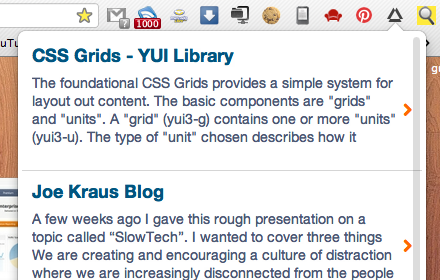 ?
1000
uTu
gr
CSS Grids - YUI Library
The foundational CSS Grids provides a simple system for
layout out content. The basic components are "grids"
and "units". A "grid" (yui3-g) contains one or more "units"
(yui3-u). The type of "unit" chosen describes how it
Joe Kraus Blog
A few weeks ago I gave this rough presentation on a
topic called “SlowTech”. I wanted to cover three things
We are creating and encouraging a culture of distraction
where we are increasingly disconnected from the people